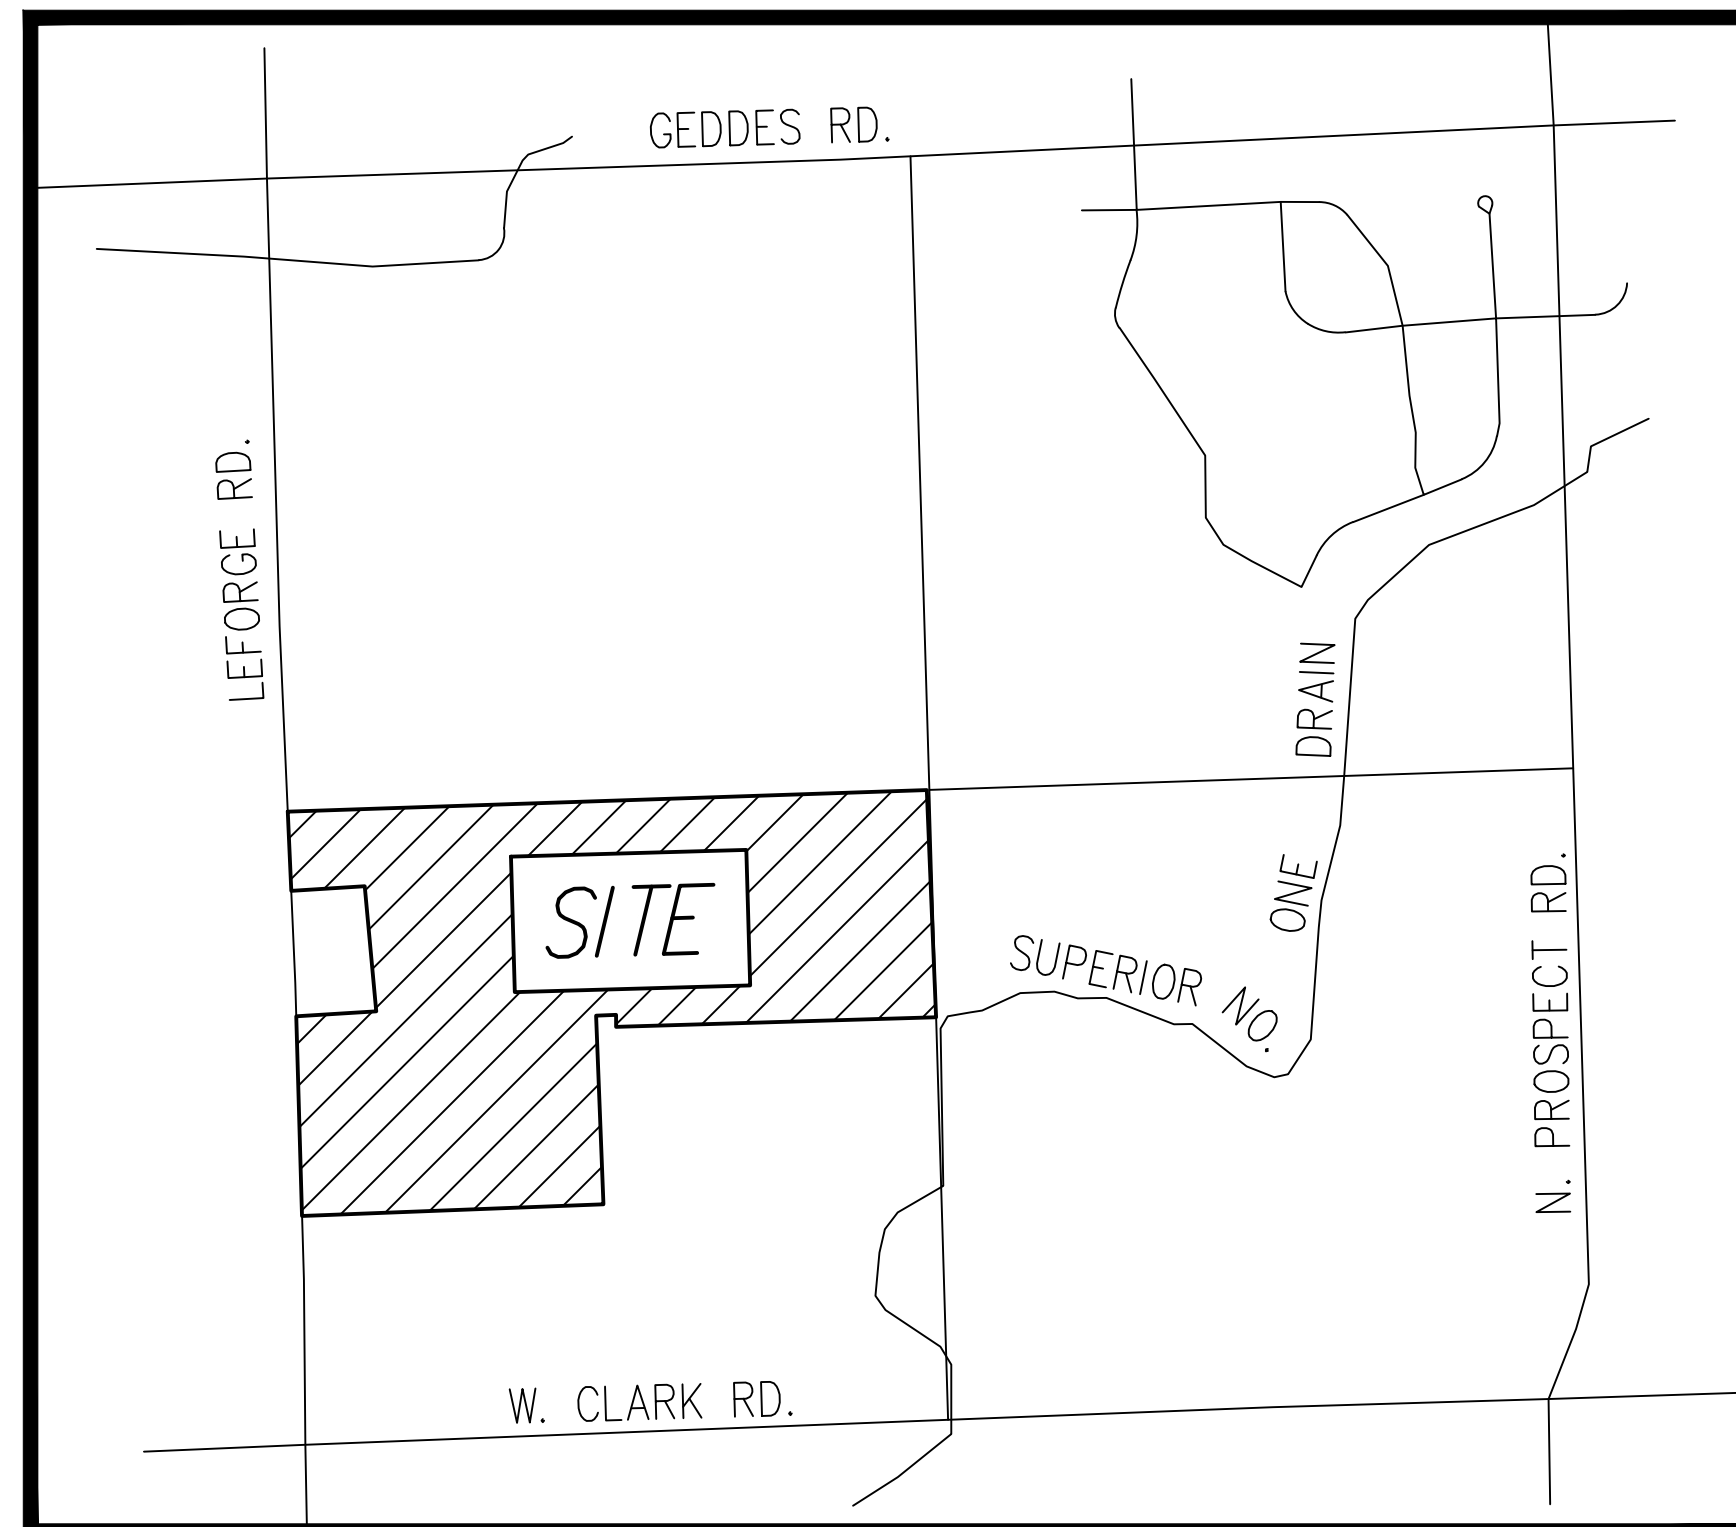 GEDDES RD.
LEFORGE RD.
SITE
SUPERIOR NO. ONE DRAIN
N. PROSPECT RD.
W. CLARK RD.